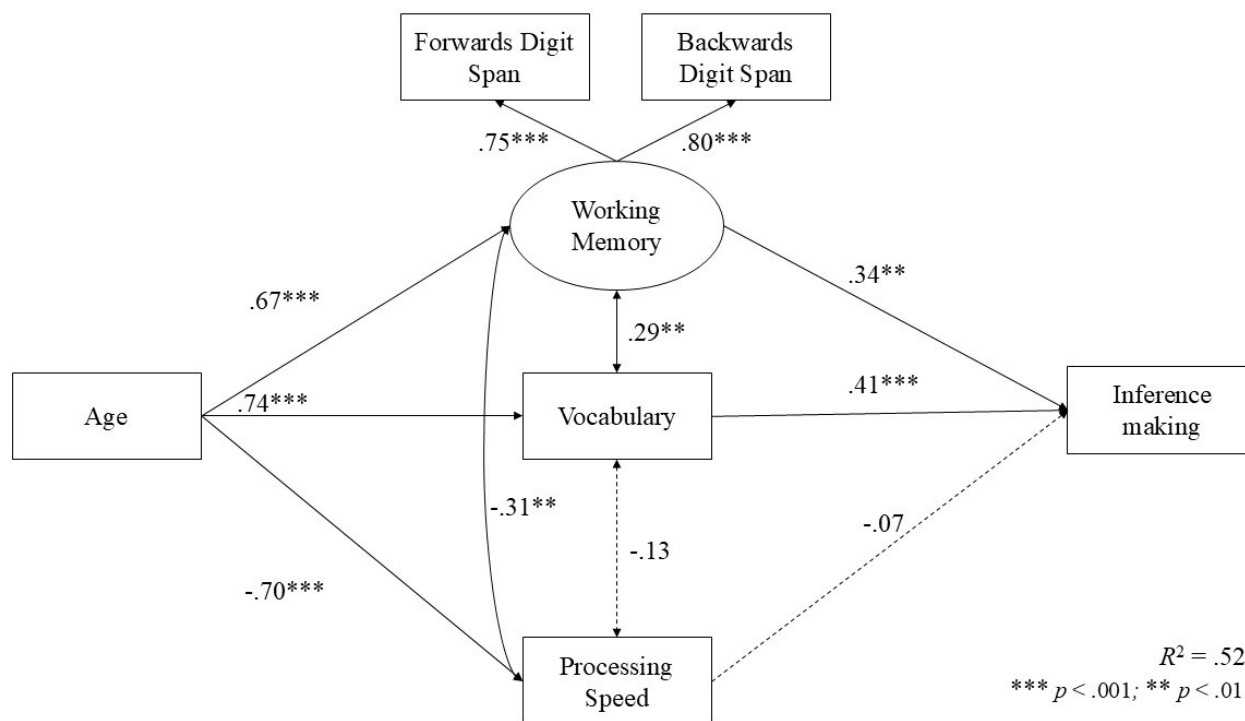 Forwards Digit
Span
Backwards
Digit Span
.75***
.80***
Working
Memory
.67***
.34**
.29**
Age
.74***
Vocabulary
.41***
Inference
making
-.31**
-.13
-.07
-.70***
Processing
Speed
R² = .52
*** p < .001; ** p < .01